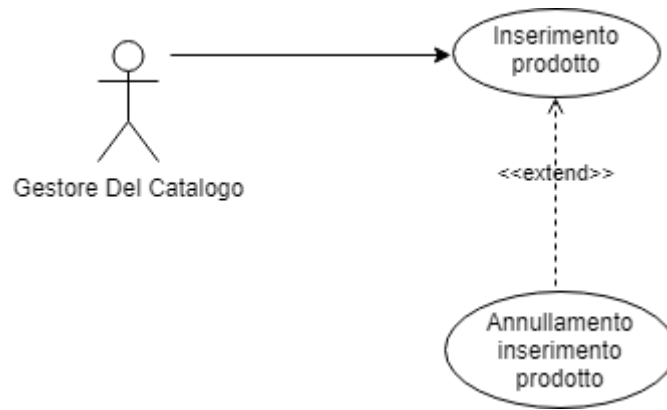 Inserimento
prodotto
Gestore Del Catalogo
<<extend>>
Annullamento
inserimento
prodotto